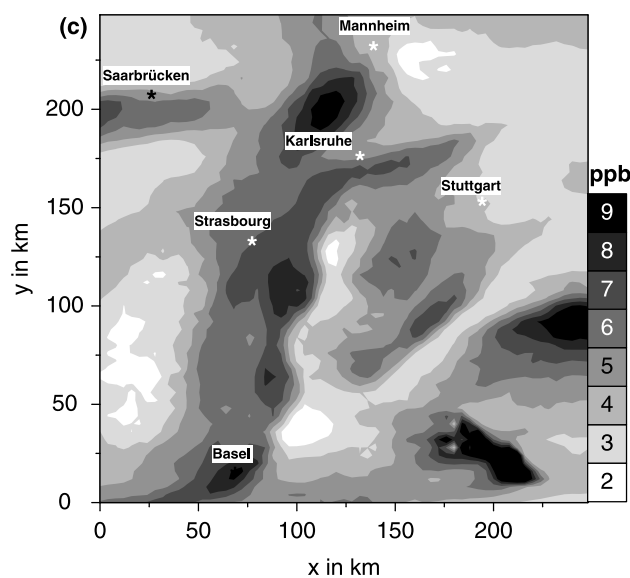 (c)
Mannheim
Saarbrücken
Karlsruhe
Stuttgart
Strasbourg
Basel
200
150
100
50
0
y in km
0
50
100
150
200
x in km
ppb
9
8
7
6
5
4
3
2